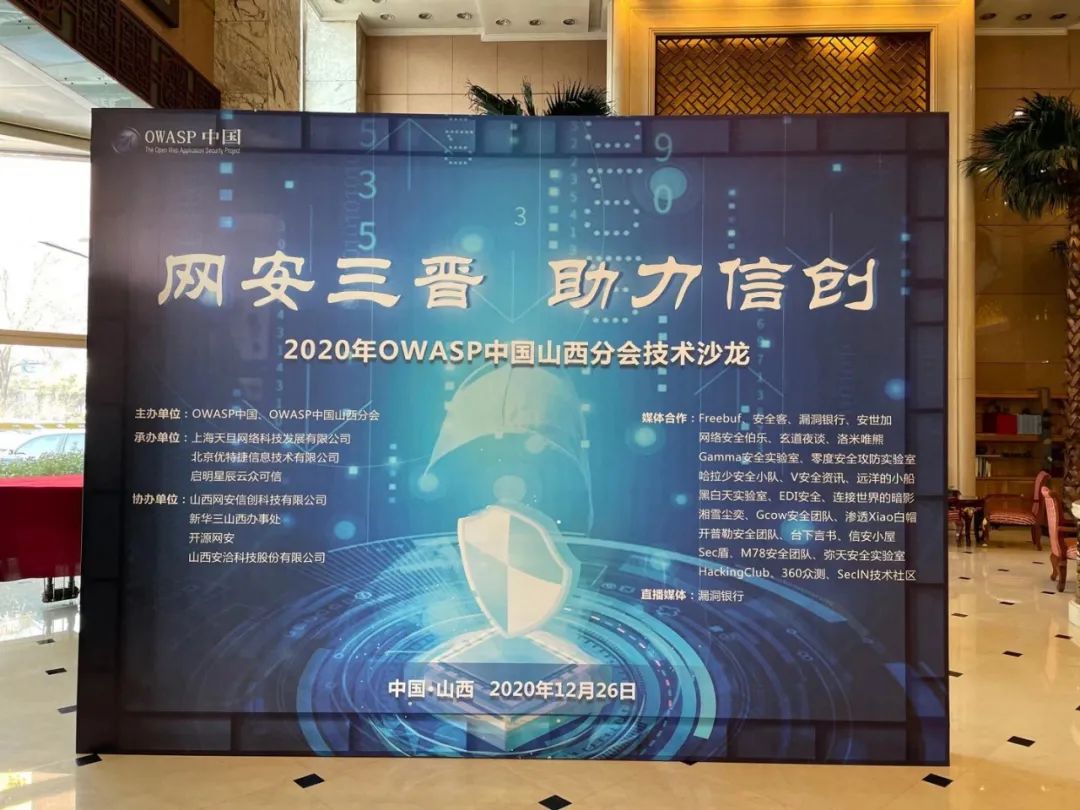 OWASP 中国
The Open Web Application Security Project
网安三晋 助力信创
2020年OWASP中国山西分会技术沙龙
主办单位：OWASP中国、OWASP中国山西分会
承办单位：上海天旦网络科技发展有限公司
北京优特捷信息技术有限公司
启明星辰云众可信
协办单位：山西网安信创科技有限公司
新华三山西办事处
开源网安
山西安洽科技股份有限公司
媒体合作：Freebuf、安全客、漏洞银行、安世加
网络安全伯乐、玄道夜谈、洛米唯熊
Gamma安全实验室、零度安全攻防实验室
哈拉少安全小队、V安全资讯、远洋的小船
黑白天实验室、EDI安全、连接世界的暗影
湘雪尘奕、Gcow安全团队、渗透Xiao白帽
开普勒安全团队、台下言书、信安小屋
Sec盾、M78安全团队、弥天安全实验室
HackingClub、360众测、SecIN技术社区
直播媒体：漏洞银行
中国·山西 2020年12月26日